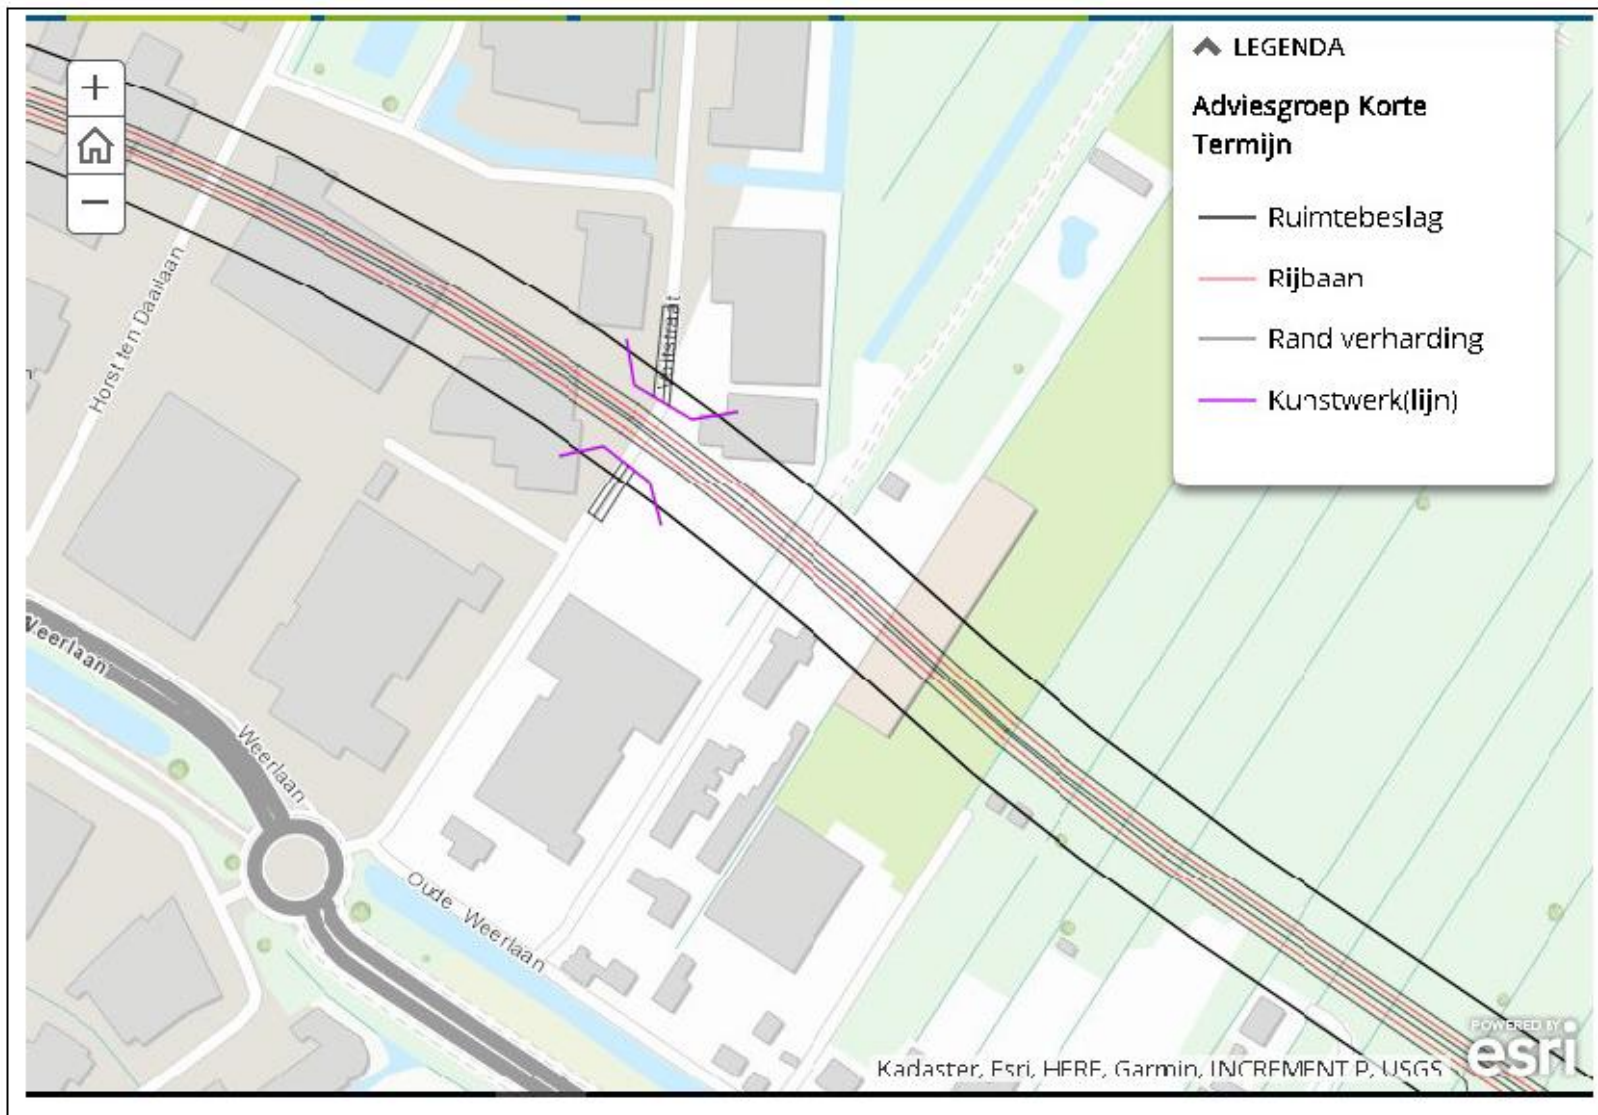 LEGENDA
Adviesgroep Korte
Termijn
Ruimtebeslag
Rijbaan
Rand verharding
Kunstwerk(lijn)
Horst ten Daallaan
Weerlaan
Weerlaan
Oude Weerlaan
Kadaster, Esri, HERE, Garmin, INCREMENT P, USGS
POWERED BY
esri